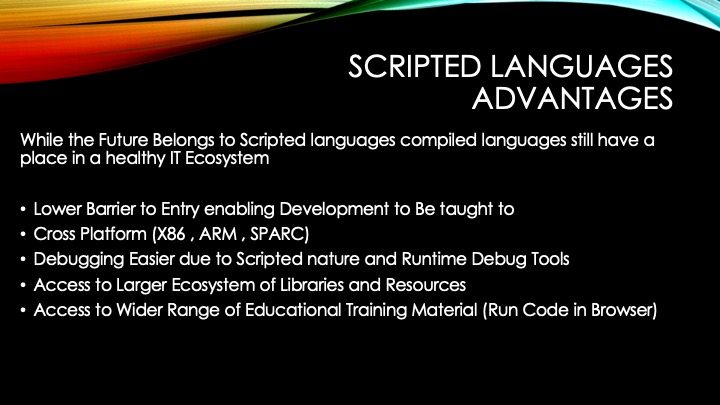 SCRIPTED LANGUAGES
ADVANTAGES
While the Future Belongs to Scripted languages compiled languages still have a
place in a healthy IT Ecosystem
• Lower Barrier to Entry enabling Development to Be taught to
• Cross Platform (X86 , ARM , SPARC)
• Debugging Easier due to Scripted nature and Runtime Debug Tools
• Access to Larger Ecosystem of Libraries and Resources
• Access to Wider Range of Educational Training Material (Run Code in Browser)